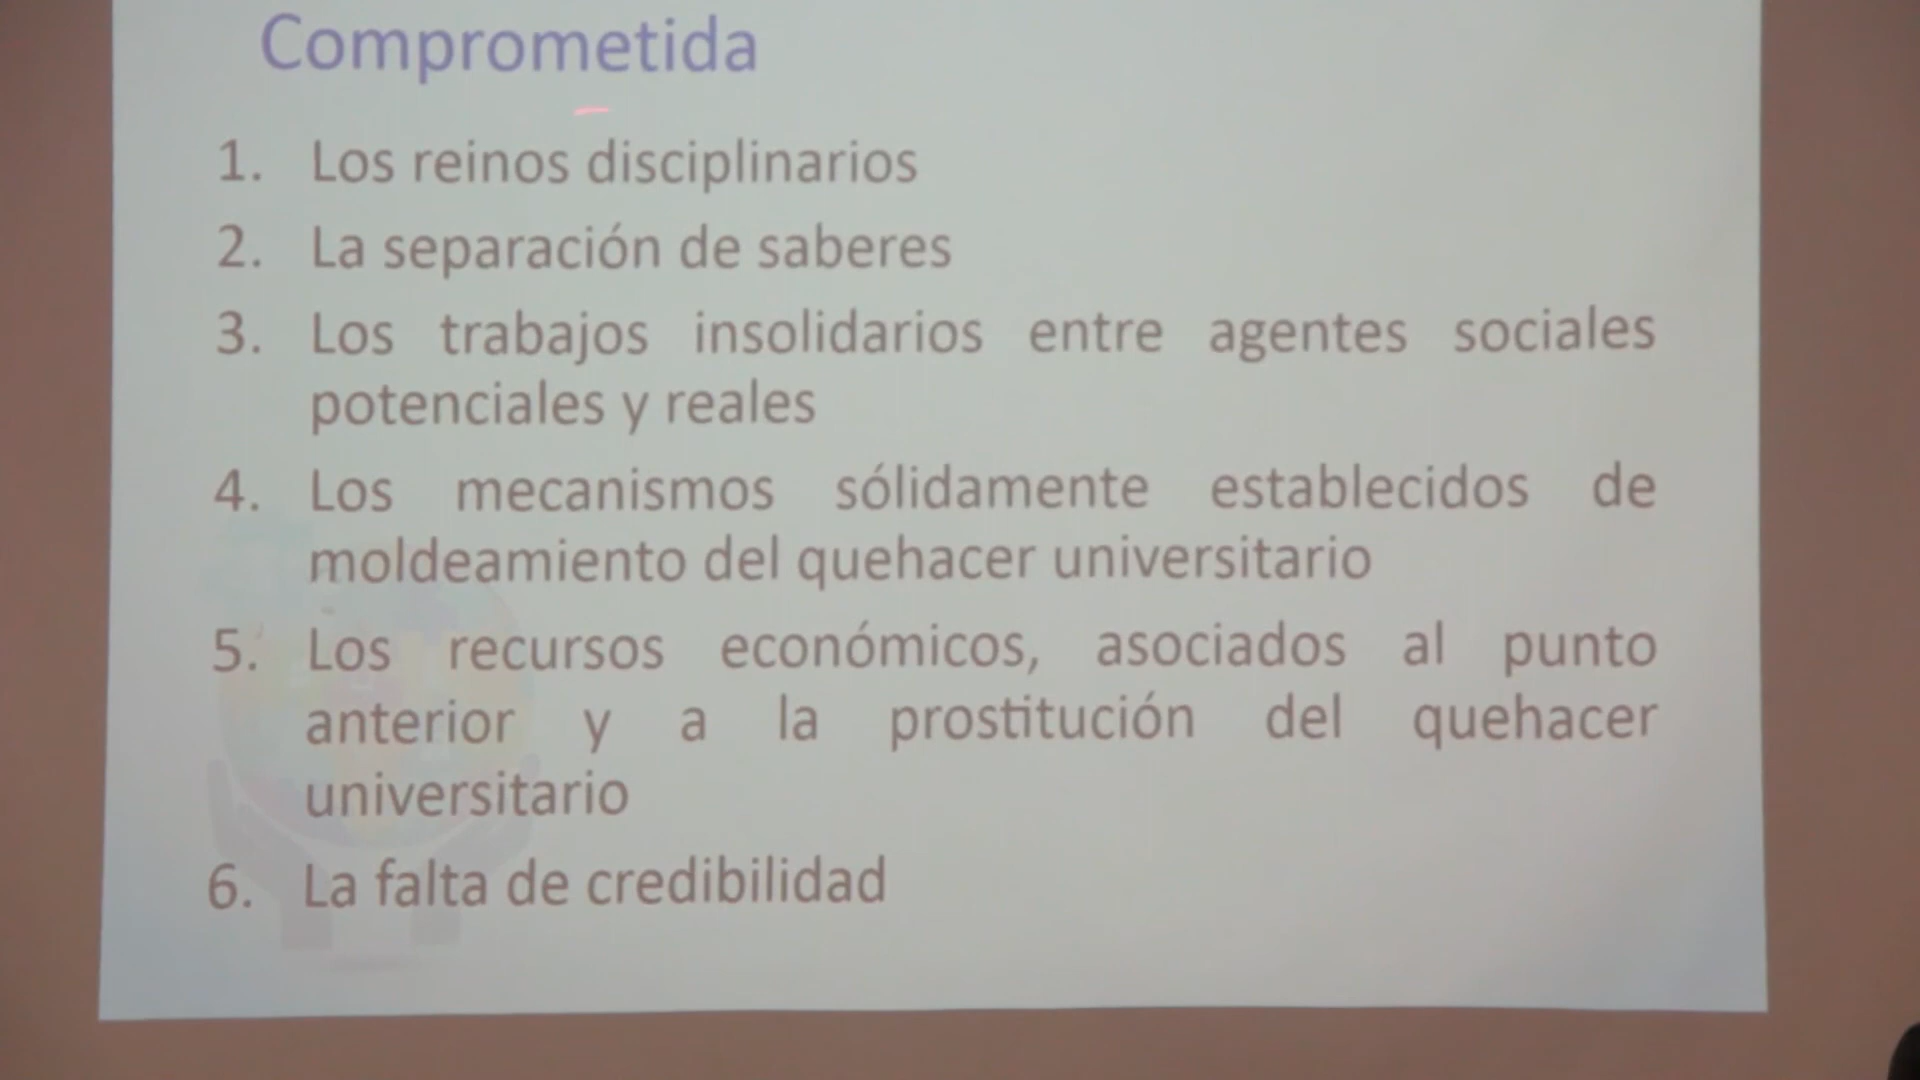 Comprometida
1. Los reinos disciplinarios
2. La separación de saberes
3. Los trabajos insolidarios entre agentes sociales
potenciales y reales
4. Los mecanismos sólidamente establecidos de
moldeamiento del quehacer universitario
5. Los recursos económicos, asociados al punto
anterior y a la prostitución del quehacer
universitario
6. La falta de credibilidad